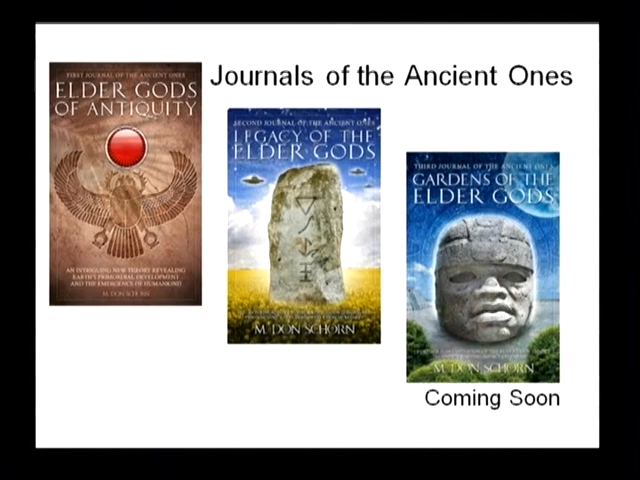 Journals of the Ancient Ones
FIRST JOURNAL OF THE ANCIENT ONES
ELDER GODS
OF ANTIQUITY
AN INTRIGUING NEW THEORY REVEALING
EARTH'S PRIMORDIAL DEVELOPMENT
AND THE EMERGENCE OF HUMANKIND
M. DON SCHORN
SECOND JOURNAL OF THE ANCIENT ONES
LEGACY OF THE
ELDER GODS
M. DON SCHORN
THIRD JOURNAL OF THE ANCIENT ONES
GARDENS OF THE
ELDER GODS
M. DON SCHORN
Coming Soon